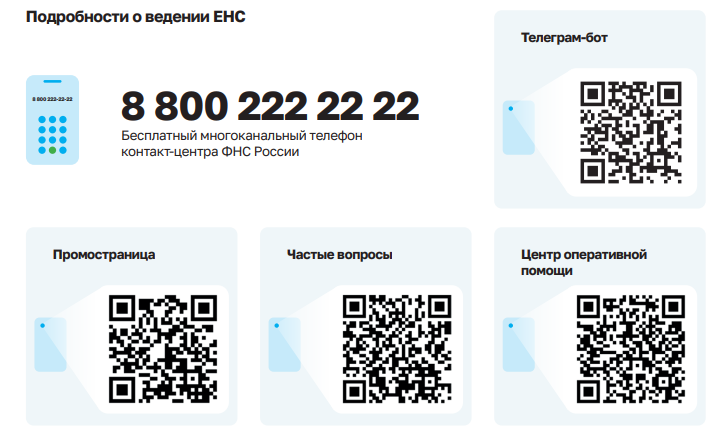 Подробности о ведении ЕНС
Телеграм-бот
8 800 222-22-22
8 800 222 22 22
Бесплатный многоканальный телефон
контакт-центра ФНС России
Промостраница
Частые вопросы
Центр оперативной
помощи